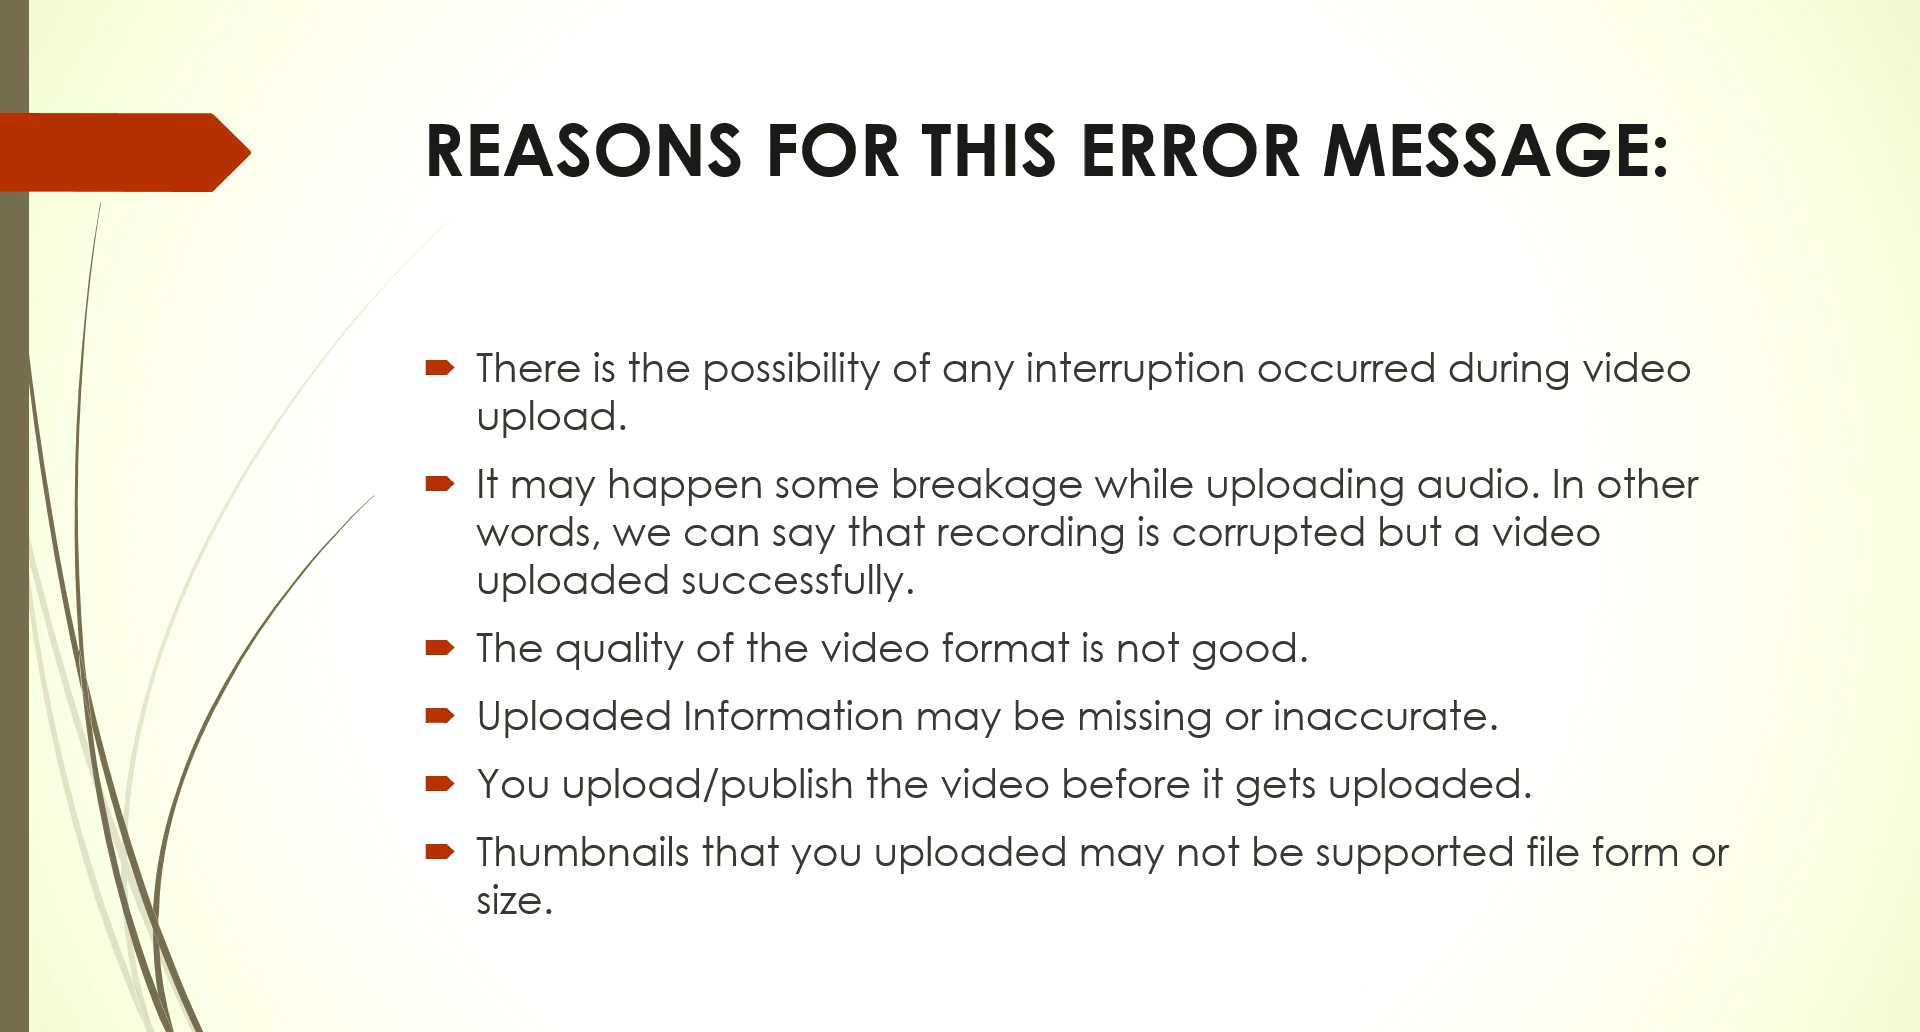 REASONS FOR THIS ERROR MESSAGE:
There is the possibility of any interruption occurred during video
upload.
It may happen some breakage while uploading audio. In other
words, we can say that recording is corrupted but a video
uploaded successfully.
The quality of the video format is not good.
Uploaded Information may be missing or inaccurate.
You upload/publish the video before it gets uploaded.
Thumbnails that you uploaded may not be supported file form or
size.